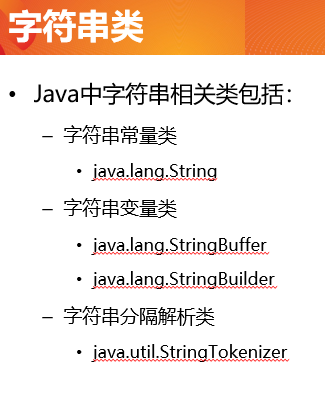 字符串类
• Java中字符串相关类包括：
– 字符串常量类
• java.lang.String
– 字符串变量类
• java.lang.StringBuffer
• java.lang.StringBuilder
– 字符串分隔解析类
• java.util.StringTokenizer